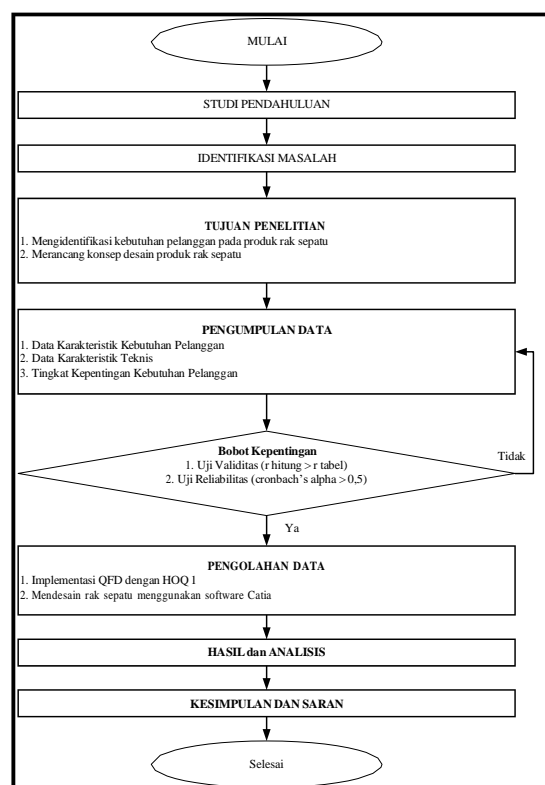 MULAI
STUDI PENDAHULUAN
IDENTIFIKASI MASALAH
TUJUAN PENELITIAN
1. Mengidentifikasi kebutuhan pelanggan pada produk rak sepatu
2. Merancang konsep desain produk rak sepatu
PENGUMPULAN DATA
1. Data Karakteristik Kebutuhan Pelanggan
2. Data Karakteristik Teknis
3. Tingkat Kepentingan Kebutuhan Pelanggan
Bobot Kepentingan
1. Uji Validitas (r hitung > r tabel)
2. Uji Reliabilitas (cronbach's alpha > 0,5)
Tidak
Ya
PENGOLAHAN DATA
1. Implementasi QFD dengan HOQ 1
2. Mendesain rak sepatu menggunakan software Catia
HASIL dan ANALISIS
KESIMPULAN DAN SARAN
Selesai